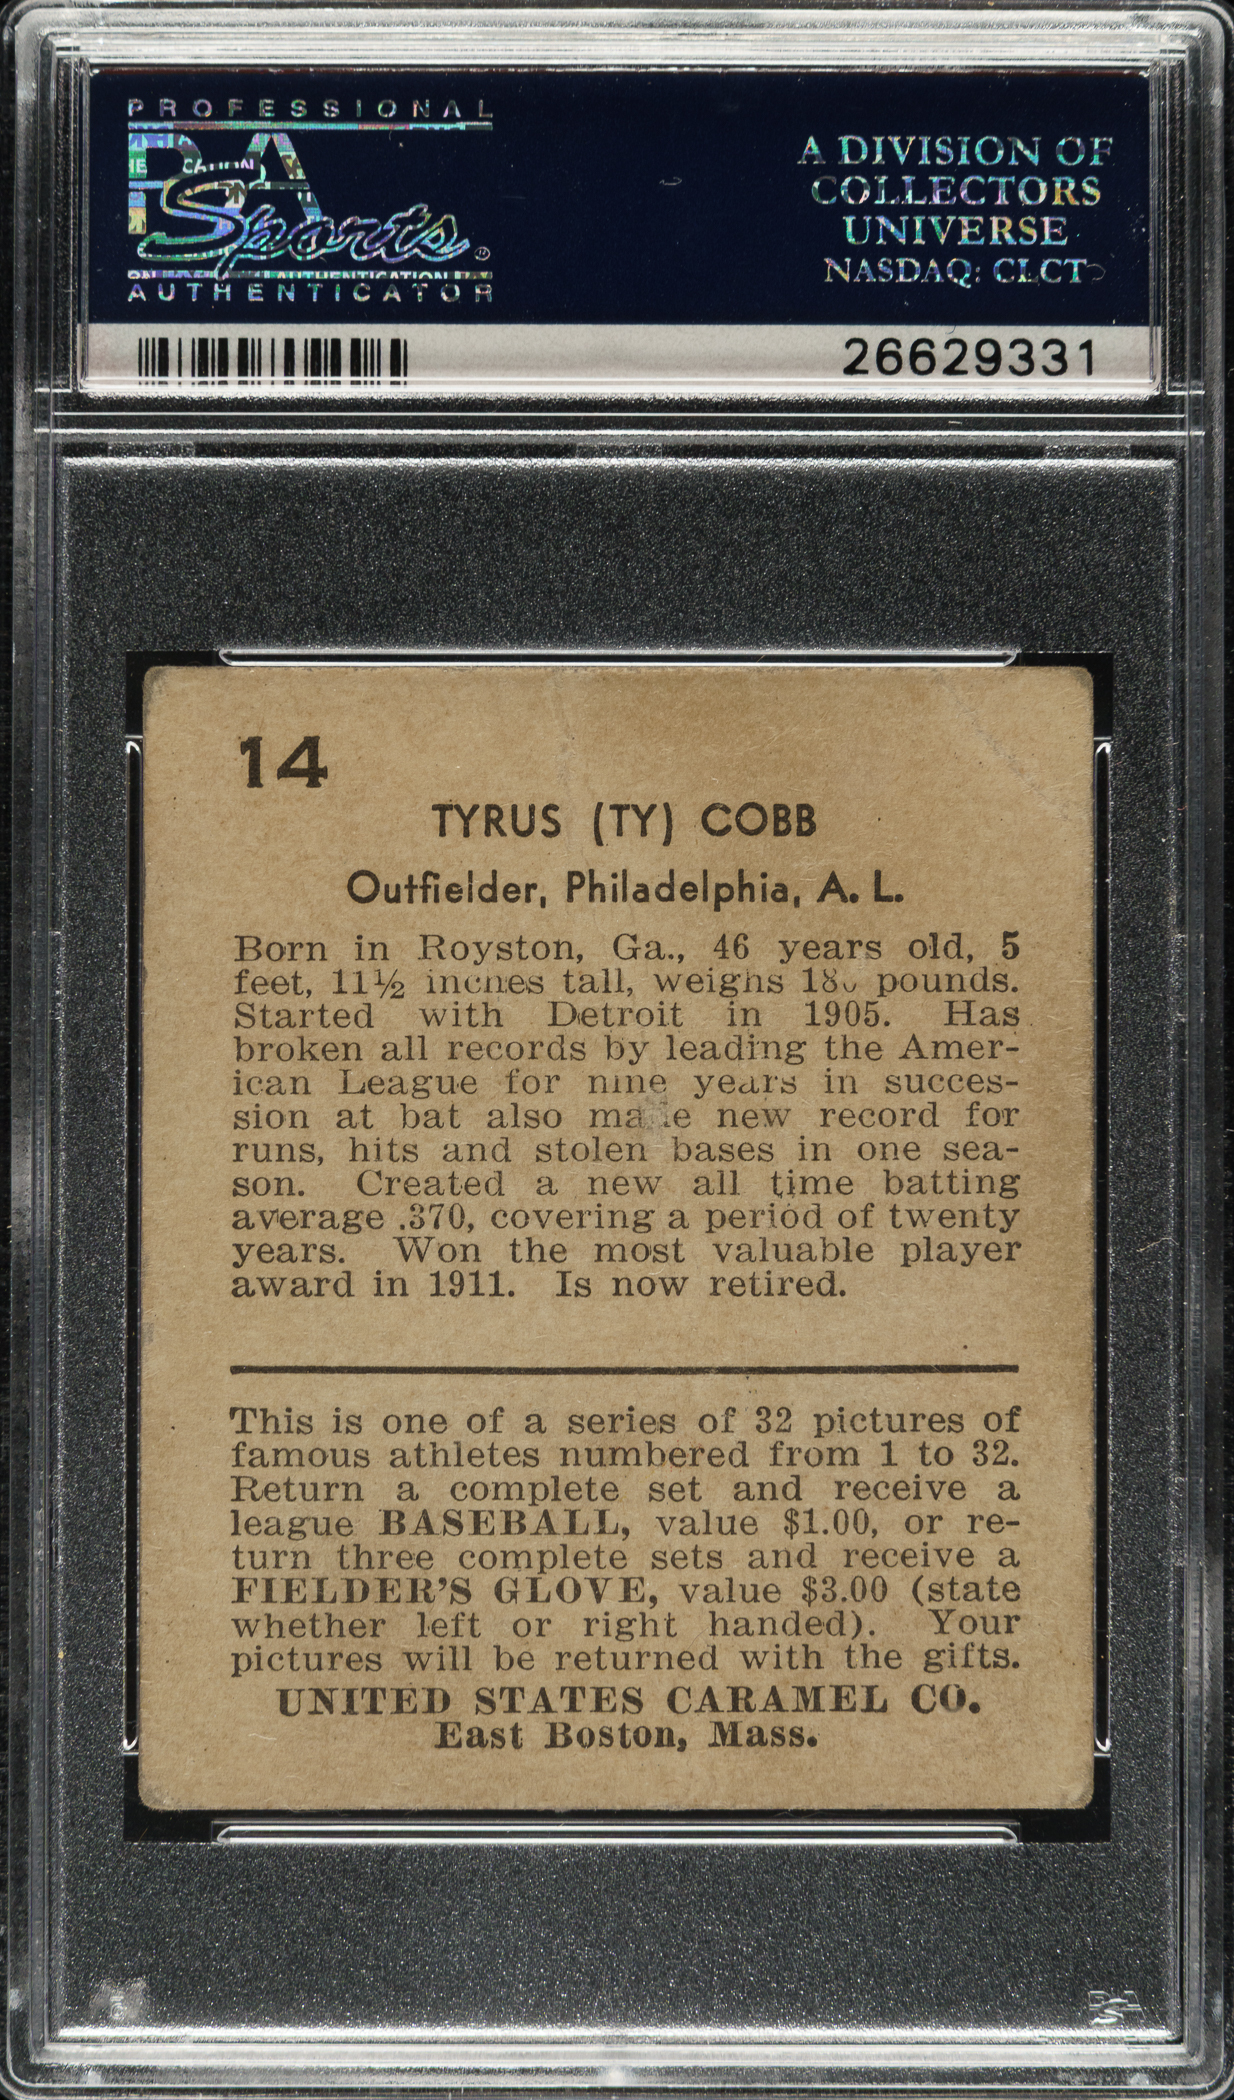 PROFESSIONAL
PSA
Sports
AUTHENTICATOR
A DIVISION OF
COLLECTORS
UNIVERSE
NASDAQ: CLCT
26629331
14
TYRUS (TY) COBB
Outfielder, Philadelphia, A. L.
Born in Royston, Ga., 46 years old, 5
feet, 11½ inches tall, weighs pounds.
Started with Detroit in 1905. Has
broken all records by leading the Amer-
ican League for nine years in succes-
sion at bat also made new record for
runs, hits and stolen bases in one sea-
son. Created a new all time batting
average .370, covering a period of twenty
years. Won the most valuable player
award in 1911. Is now retired.
This is one of a series of 32 pictures of
famous athletes numbered from 1 to 32.
Return a complete set and receive a
league BASEBALL, value $1.00, or re-
turn three complete sets and receive a
FIELDER'S GLOVE, value $3.00 (state
whether left or right handed). Your
pictures will be returned with the gifts.
UNITED STATES CARAMEL CO.
East Boston, Mass.
PSA